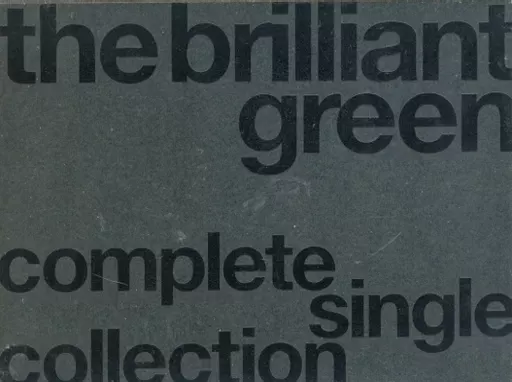 the brilliant
green
complete
single
collection